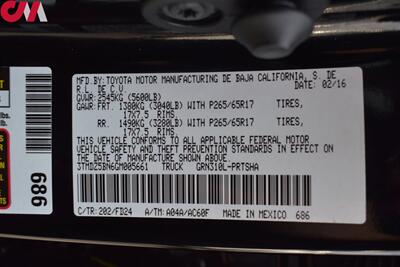 CM
MFD.BY:TOYOTA MOTOR MANUFACTURING DE BAJA CALIFORNIA, S. DE
R.L. DE C.V. DATE: 02/16
GVWR: 2545KG (5600LB)
GAWR: FRT. 1380KG (3040LB) WITH P265/65R17 TIRES,
17X7.5 RIMS.
RR. 1490KG (3280LB) WITH P265/65R17 TIRES,
17X7.5 RIMS.
THIS VEHICLE CONFORMS TO ALL APPLICABLE FEDERAL MOTOR
VEHICLE SAFETY AND THEFT PREVENTION STANDARDS IN EFFECT
ON THE DATE OF MANUFACTURE SHOWN ABOVE.
3TMDZ5BN6GM005661 TRUCK GRN310L-PRTSHA
C/TR: 202/FD24 A/TM: A04A/AC60F MADE IN MEXICO 686
lbs.
989